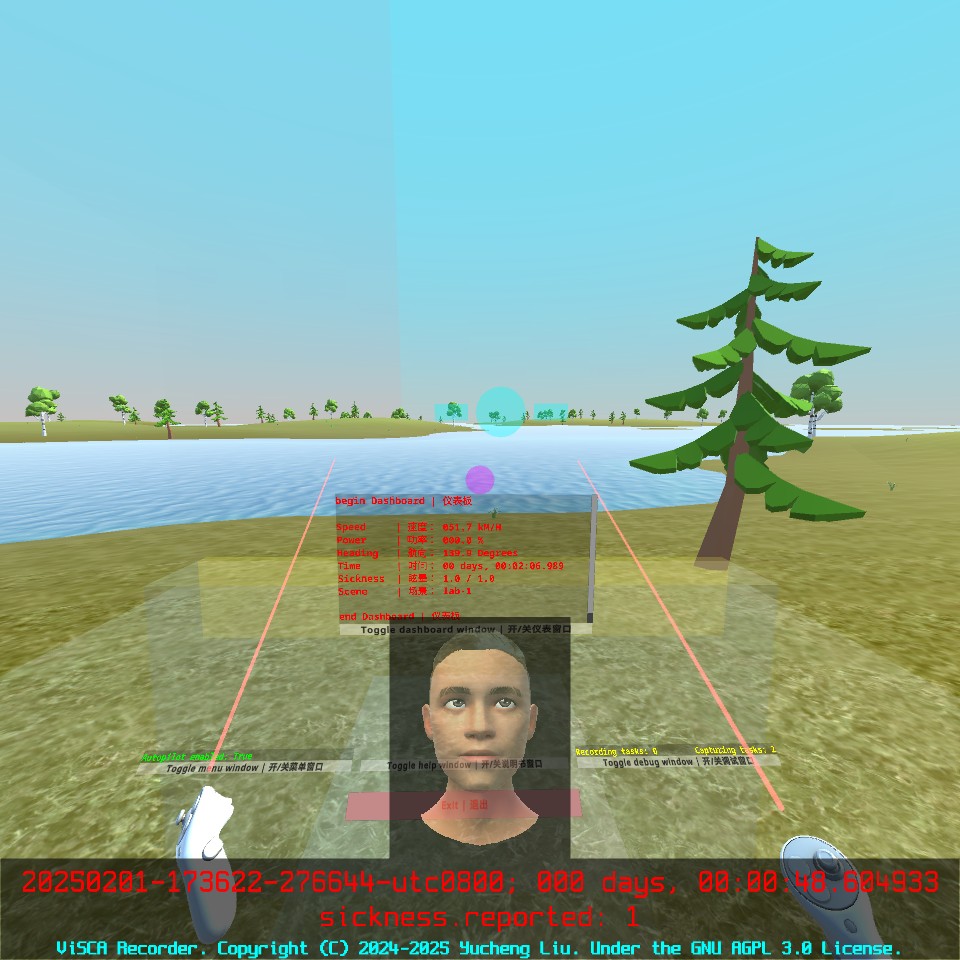 begin Dashboard | 仪表板
Speed | 速度: 051.7 kM/H
Power | 功率: 000.0 %
Heading | 航向: Degrees
Time | 时间: 00 days, 00:02:06.989
Sickness | 眩晕: 1.0 / 1.0
Scene | 场景: lab-1
end Dashboard | 仪表板
Toggle dashboard window | 开/关仪表窗口
Autopilot enabled: True
Recording tasks: 0 Capturing tasks: 2
Toggle menu window | 开/关菜单窗口
Toggle help window | 开/关说明书窗口
Toggle debug window | 开/关调试窗口
Exit | 退出
20250201-173622-276644-utc0800; 000 days, 00:00:48.604933
sickness.reported: 1
ViSCA Recorder. Copyright (C) 2024-2025 Yucheng Liu. Under the GNU AGPL 3.0 License.